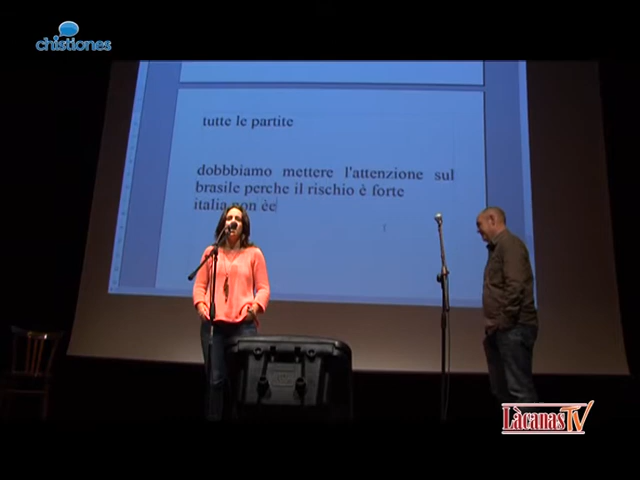 chistiones
tutte le partite
dobbbiamo mettere l'attenzione sul
brasile perche il rischio è forte
italia non èe
LàcanasTV